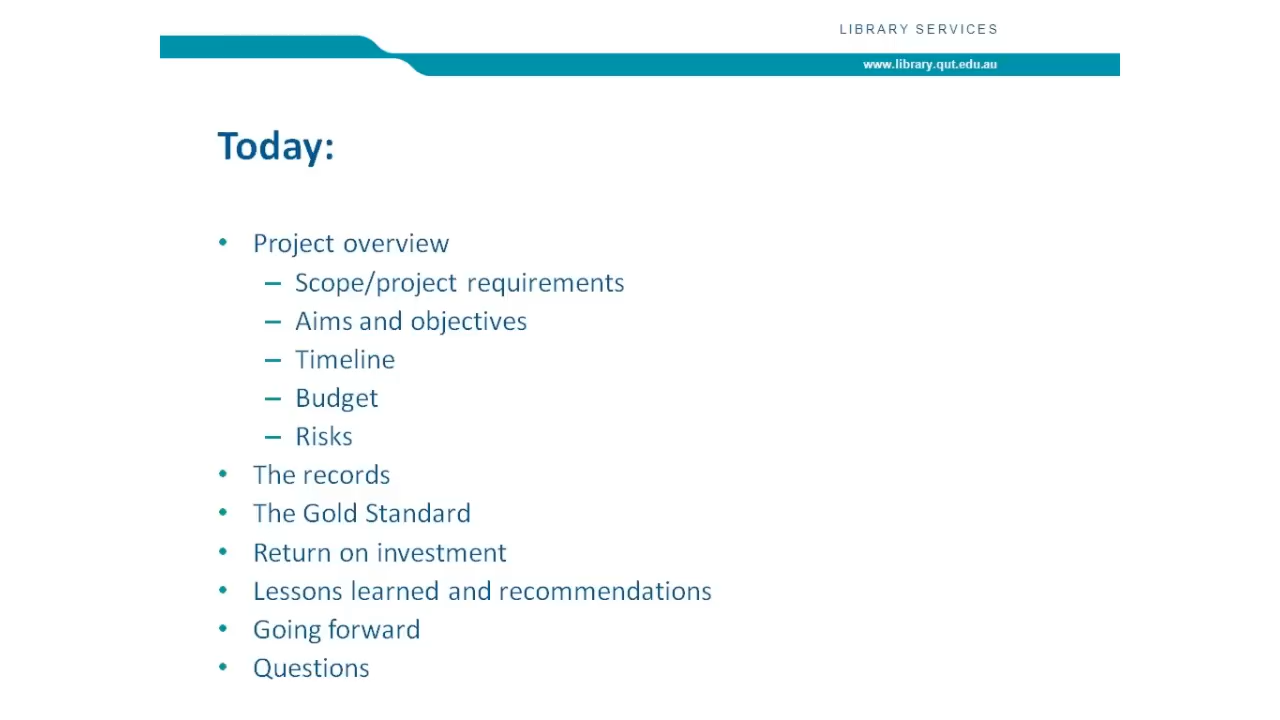 LIBRARY SERVICES
www.library.qut.edu.au
Today:
• Project overview
– Scope/project requirements
– Aims and objectives
– Timeline
– Budget
– Risks
• The records
• The Gold Standard
• Return on investment
• Lessons learned and recommendations
• Going forward
• Questions